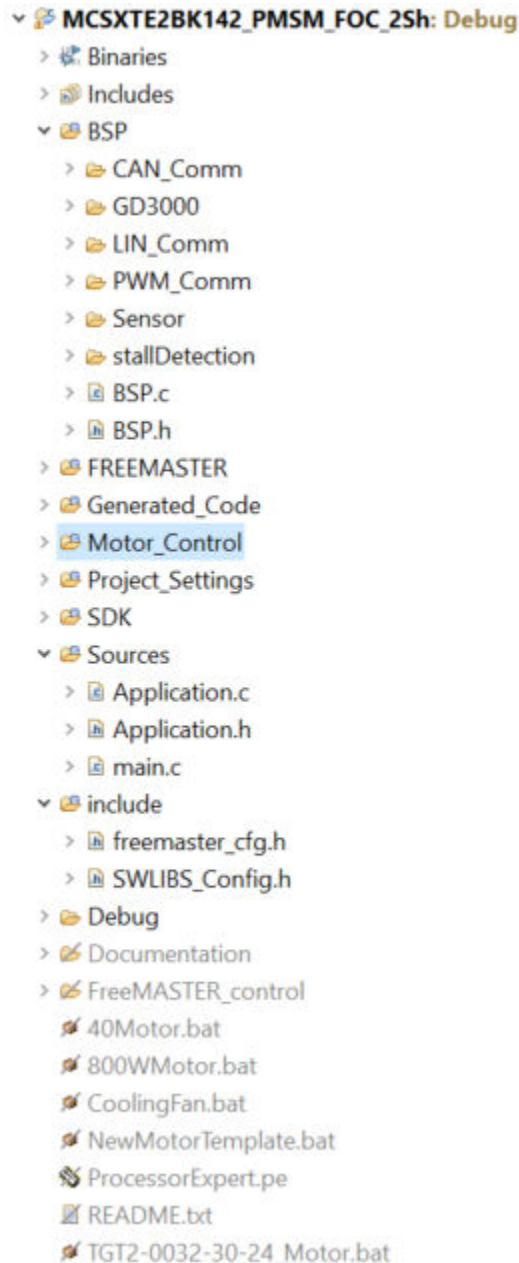 MCSXTE2BK142_PMSM_FOC_2Sh: Debug
Binaries
Includes
BSP
CAN_Comm
GD3000
LIN_Comm
PWM_Comm
Sensor
stallDetection
BSP.c
BSP.h
FREEMASTER
Generated_Code
Motor_Control
Project_Settings
SDK
Sources
Application.c
Application.h
main.c
include
freemaster_cfg.h
SWLIBS_Config.h
Debug
Documentation
FreeMASTER_control
40Motor.bat
800WMotor.bat
CoolingFan.bat
NewMotorTemplate.bat
ProcessorExpert.pe
README.txt
TGT2-0032-30-24_Motor.bat